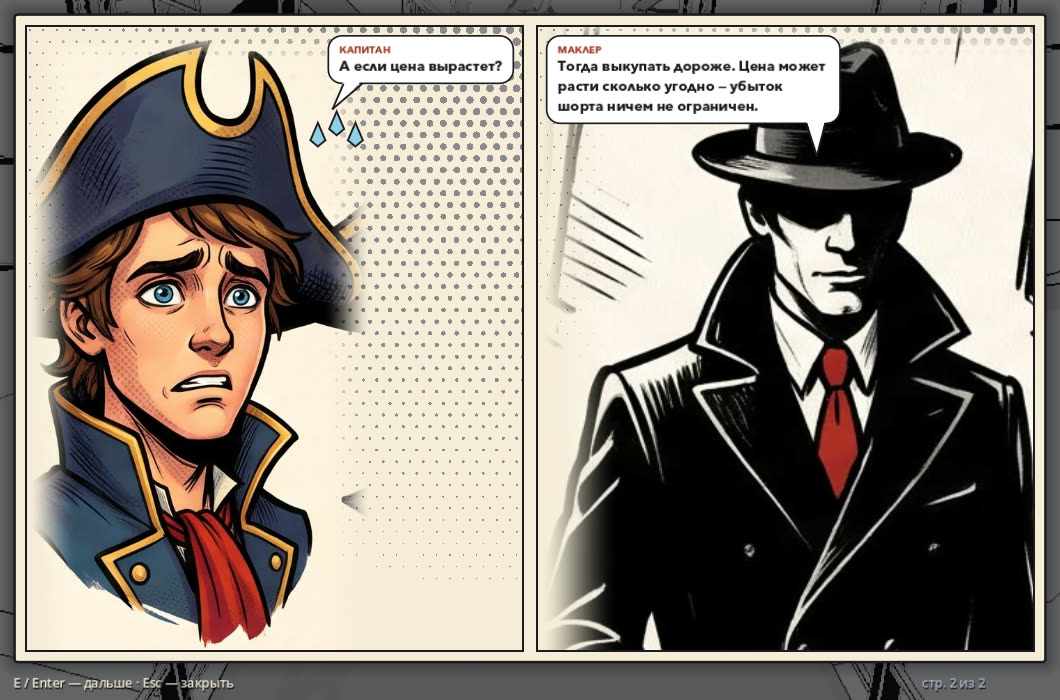 КАПИТАН
А если цена вырастет?
МАКЛЕР
Тогда выкупать дороже. Цена может
расти сколько угодно — убыток
шорта ничем не ограничен.
E / Enter — дальше · Esc — закрыть
стр. 2 из 2